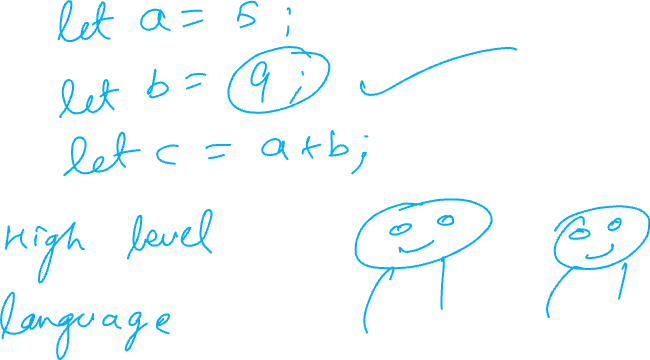 let a = 5;
let b = 9;
let c = a+b;
High level
language